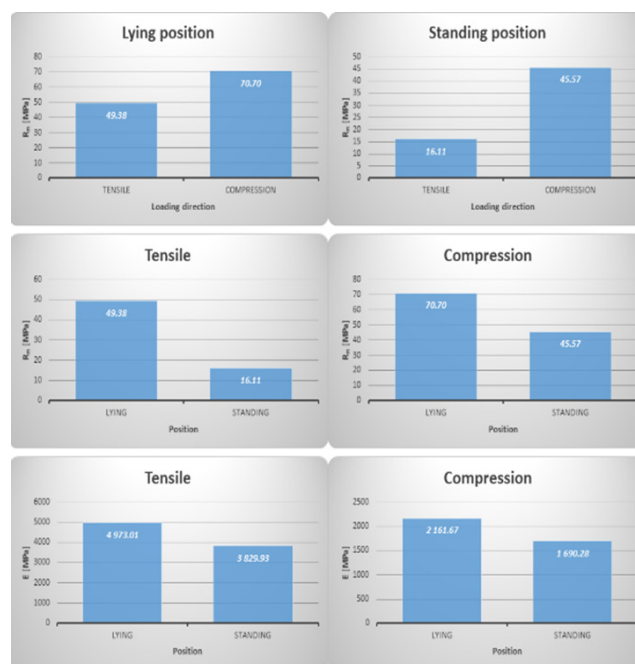 Lying position
80
70
60
50
40
30
20
10
0
Rm [MPa]
49.38
70.70
TENSILE COMPRESSION
Loading direction
Standing position
50
45
40
35
30
25
20
15
10
5
0
Rm [MPa]
16.11
45.57
TENSILE COMPRESSION
Loading direction
Tensile
60
50
40
30
20
10
0
Rm [MPa]
49.38
16.11
LYING STANDING
Position
Compression
80
70
60
50
40
30
20
10
0
Rm [MPa]
70.70
45.57
LYING STANDING
Position
Tensile
6000
5000
4000
3000
2000
1000
0
E [MPa]
4 973.01
3 829.93
LYING STANDING
Position
Compression
2500
2000
1500
1000
500
0
E [MPa]
2 161.67
1 690.28
LYING STANDING
Position